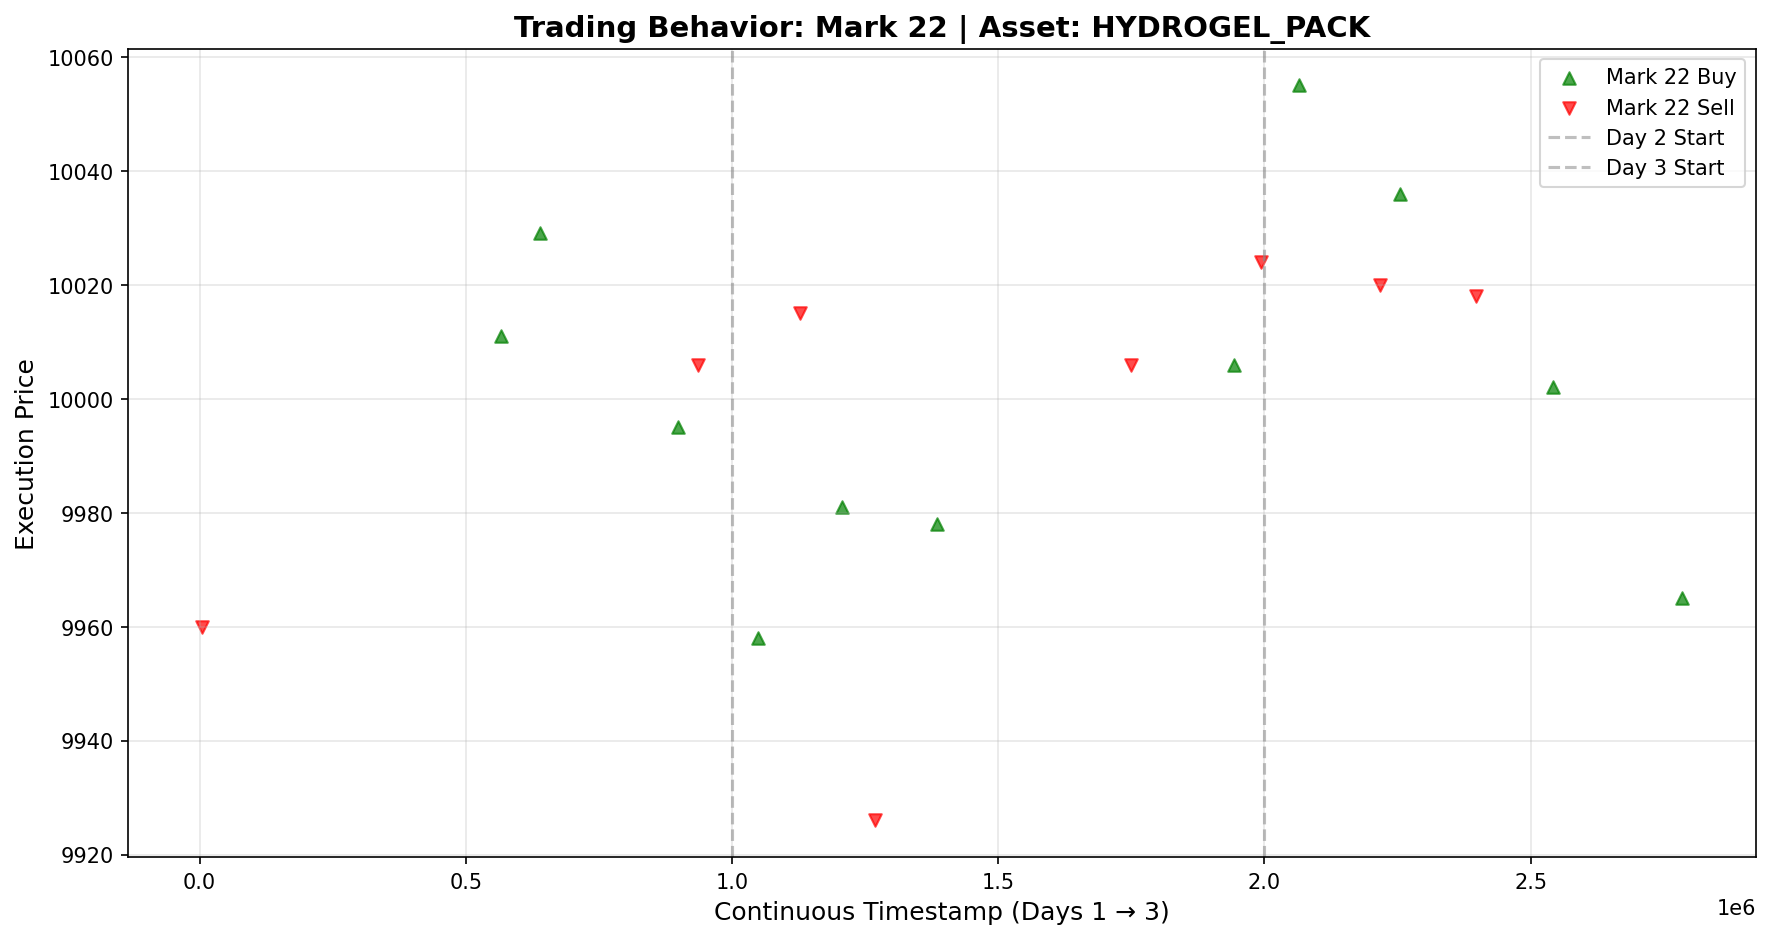 Trading Behavior: Mark 22 | Asset: HYDROGEL_PACK
Mark 22 Buy
Mark 22 Sell
Day 2 Start
Day 3 Start
Execution Price
10060
10040
10020
10000
9980
9960
9940
9920
0.0 0.5 1.0 1.5 2.0 2.5
1e6
Continuous Timestamp (Days 1 → 3)